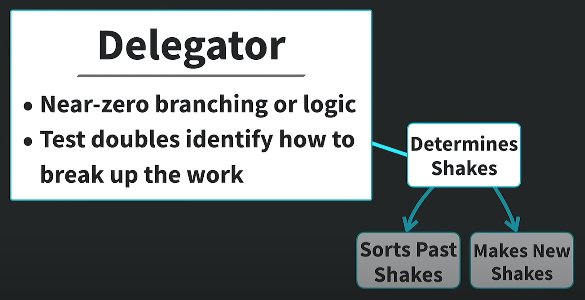 Delegator
• Near-zero branching or logic
• Test doubles identify how to
break up the work
Determines
Shakes
Sorts Past
Shakes
Makes New
Shakes